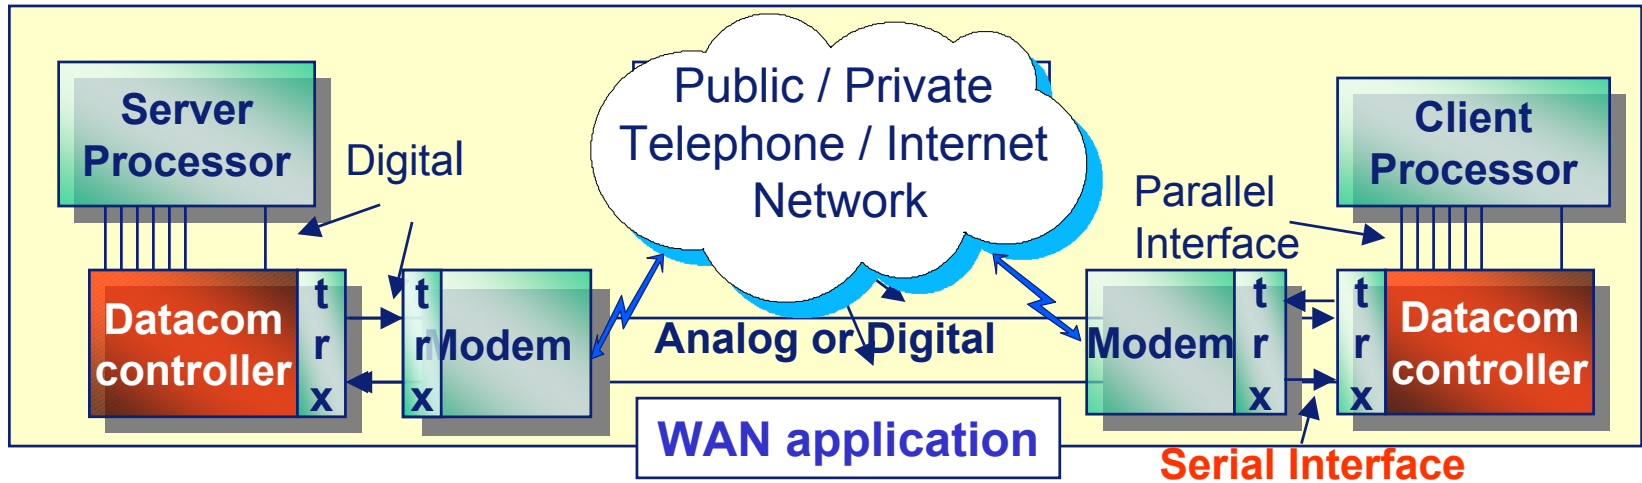 Public / Private
Telephone / Internet
Network
Server
Processor
Digital
Client
Processor
Parallel
Interface
Datacom
controller
t
r
x
t
r
x
Modem
Analog or Digital
Modem
t
r
x
t
r
x
Datacom
controller
WAN application
Serial Interface